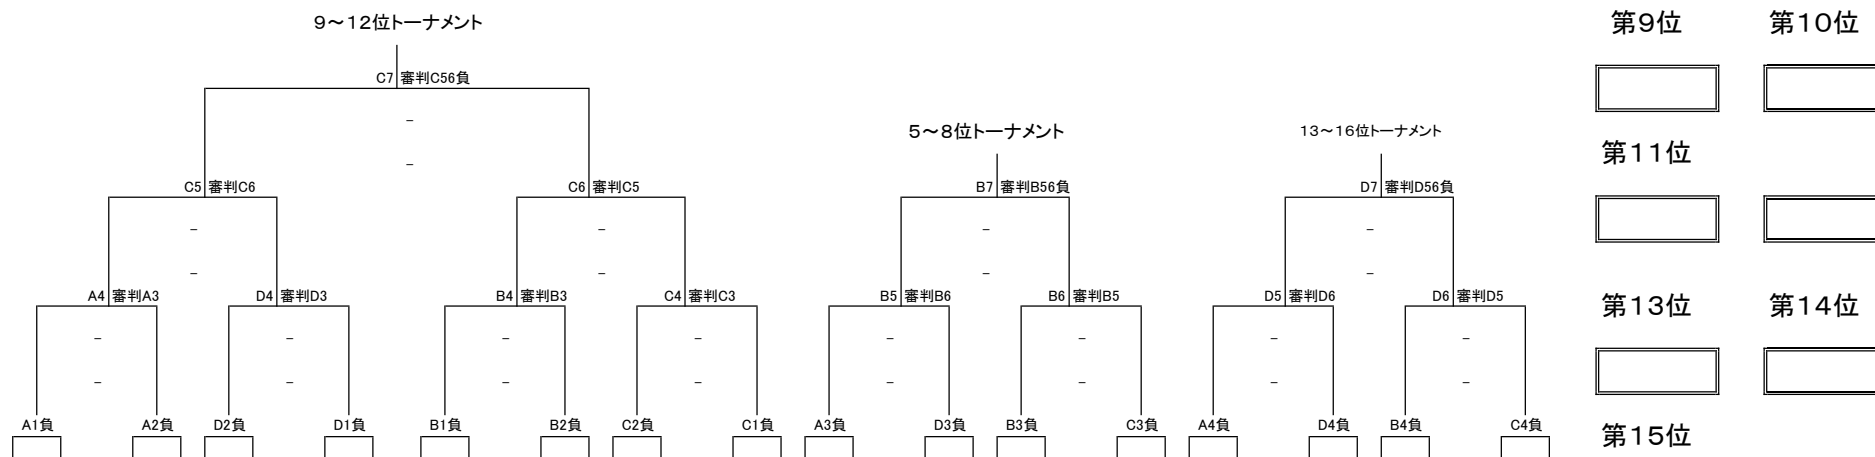 9～12位トーナメント
第9位 第10位
C7 審判C56負
－
5～8位トーナメント
13～16位トーナメント
－
第11位
C5 審判C6
C6 審判C5
B7 審判B56負
D7 審判D56負
－ － － －
－ － － －
A4 審判A3
D4 審判D3
B4 審判B3
C4 審判C3
B5 審判B6
B6 審判B5
D5 審判D6
D6 審判D5
第13位 第14位
－ － － － － － － －
－ － － － － － － －
A1負 A2負 D2負 D1負 B1負 B2負 C2負 C1負 A3負 D3負 B3負 C3負 A4負 D4負 B4負 C4負
第15位